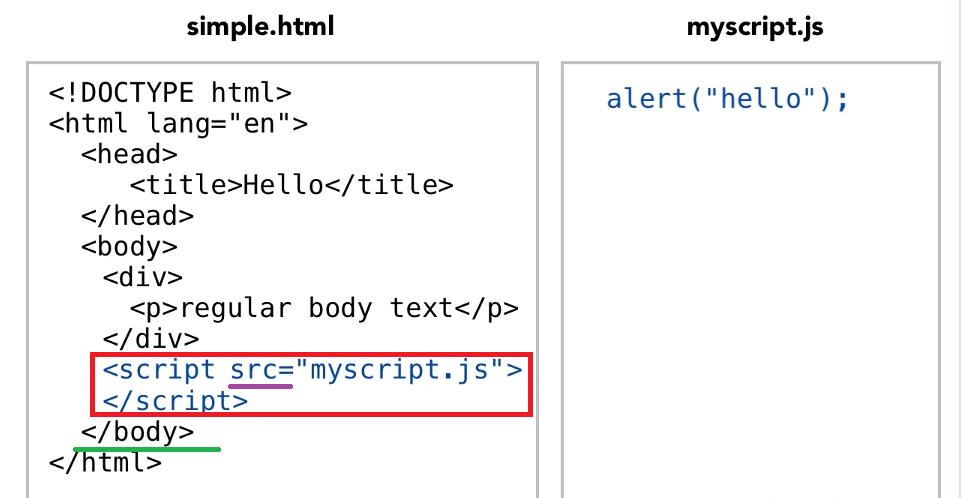 simple.html
<!DOCTYPE html>
<html lang="en">
<head>
<title>Hello</title>
</head>
<body>
<div>
<p>regular body text</p>
</div>
<script src="myscript.js">
</script>
</body>
</html>
myscript.js
alert("hello");